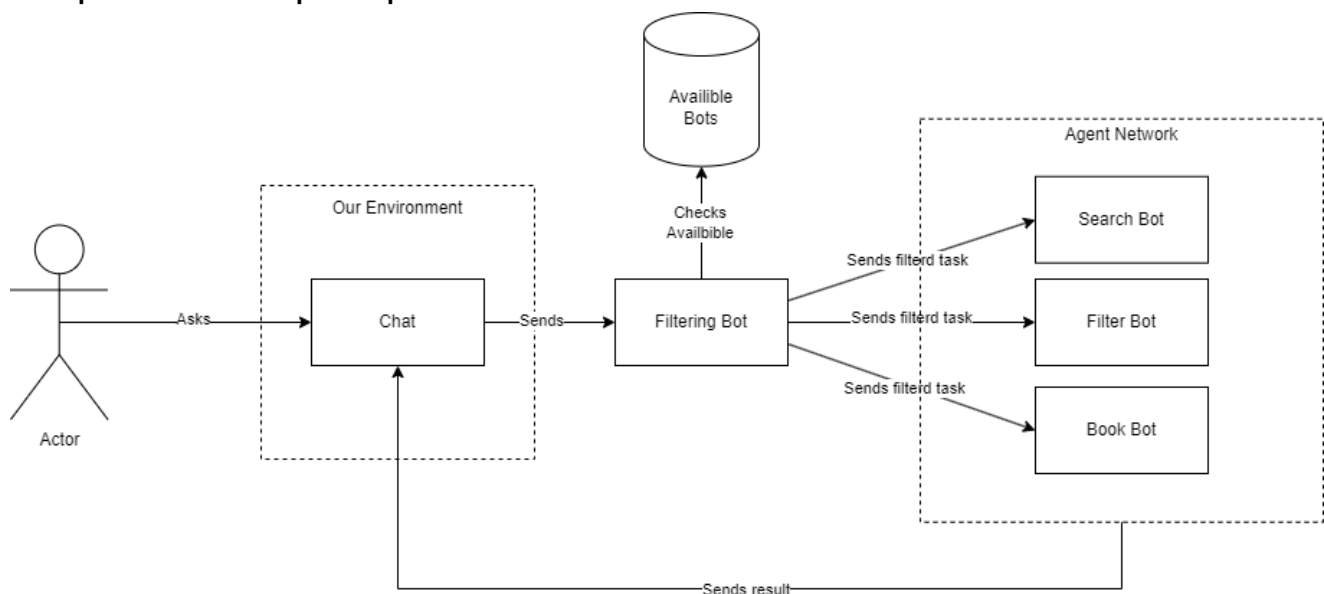 Availible
Bots
Agent Network
Our Environment
Search Bot
Checks
Availbible
Sends filterd task
Asks
Chat
Sends
Filtering Bot
Sends filterd task
Filter Bot
Sends filterd task
Book Bot
Actor
Sends result